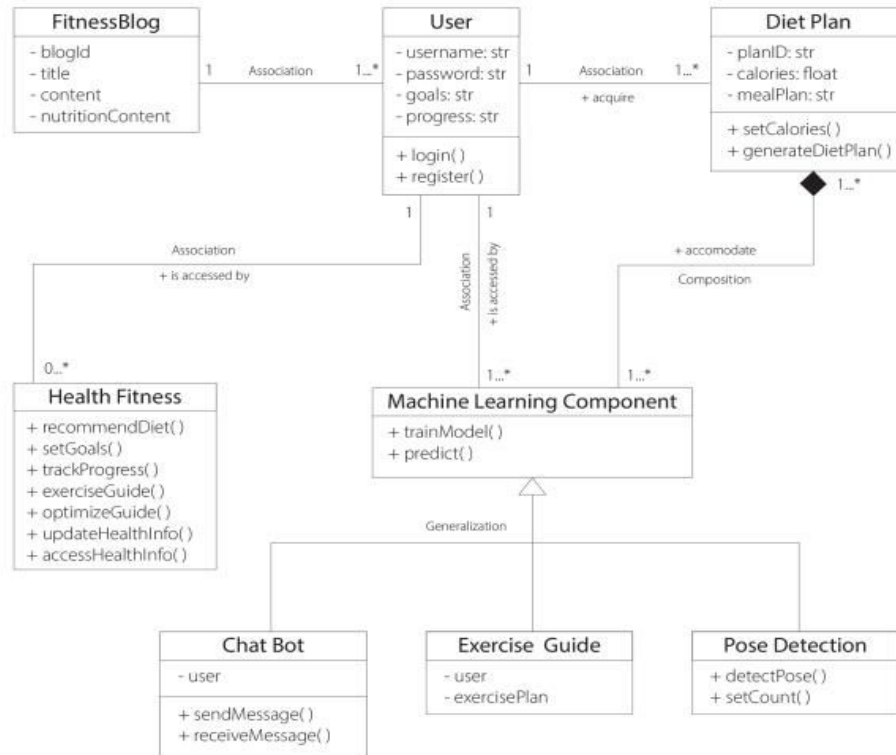 FitnessBlog
- blogId
- title
- content
- nutritionContent
1
Association
1...*
User
- username: str
- password: str
- goals: str
- progress: str
+ login()
+ register()
1
Association
+ acquire
1...*
Diet Plan
- planID: str
- calories: float
- mealPlan: str
+ setCalories()
+ generateDietPlan()
1...*
1
Association
+ is accessed by
0...*
1
Association
+ is accessed by
1...*
+ accomodate
Composition
1...*
Health Fitness
+ recommendDiet()
+ setGoals()
+ trackProgress()
+ exerciseGuide()
+ optimizeGuide()
+ updateHealthInfo()
+ accessHealthInfo()
Machine Learning Component
+ trainModel()
+ predict()
Generalization
Chat Bot
- user
+ sendMessage()
+ receiveMessage()
Exercise Guide
- user
- exercisePlan
Pose Detection
+ detectPose()
+ setCount()